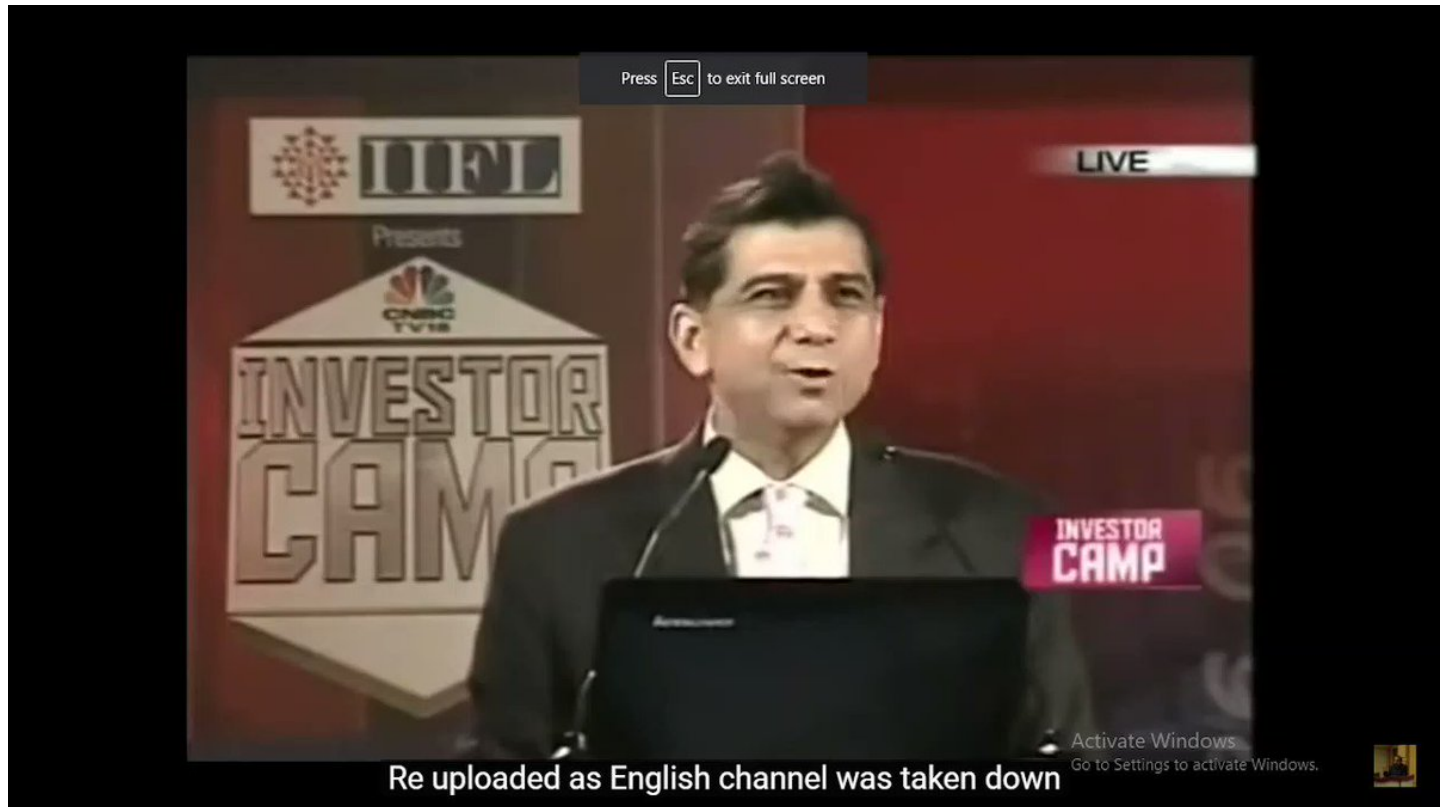 Press Esc to exit full screen
IIFL
LIVE
Presents
CNBC
TV18
INVESTOR
CAMP
INVESTOR
CAMP
Activate Windows
Go to Settings to activate Windows.
Re uploaded as English channel was taken down